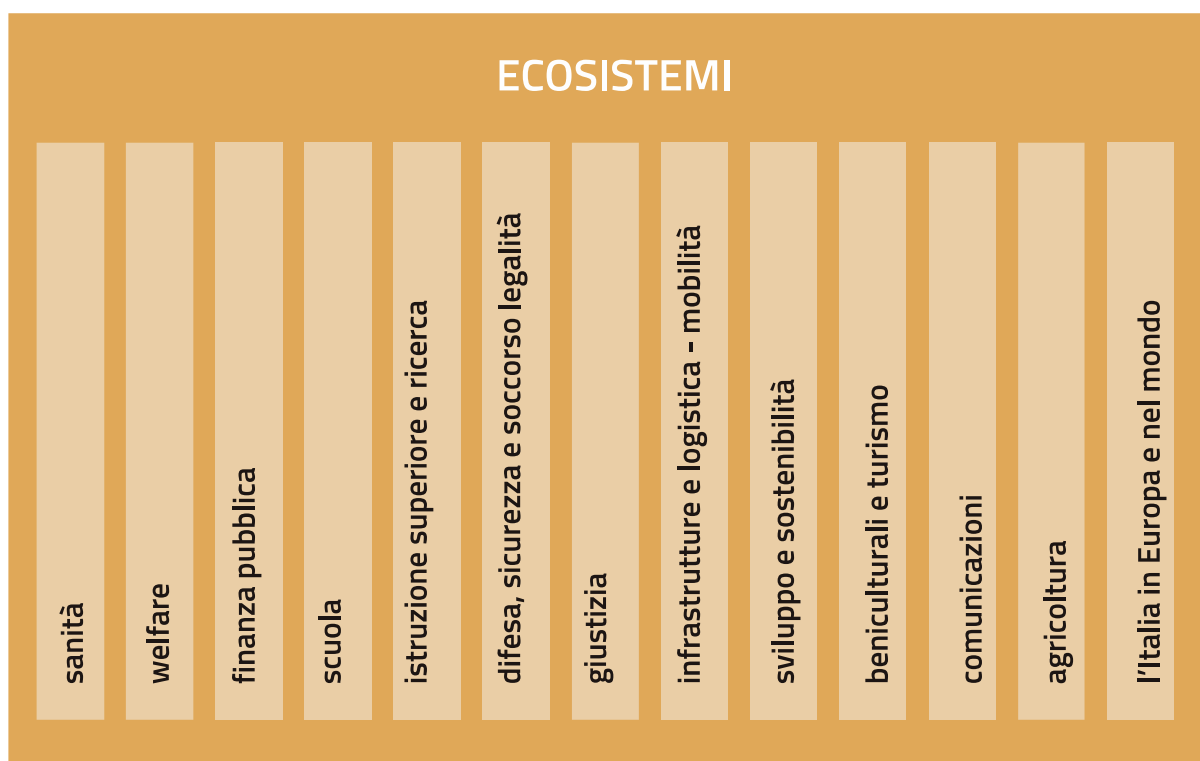 ECOSISTEMI
sanità
welfare
finanza pubblica
scuola
istruzione superiore e ricerca
difesa, sicurezza e soccorso legalità
giustizia
infrastrutture e logistica - mobilità
sviluppo e sostenibilità
beniculturali e turismo
comunicazioni
agricoltura
l'Italia in Europa e nel mondo